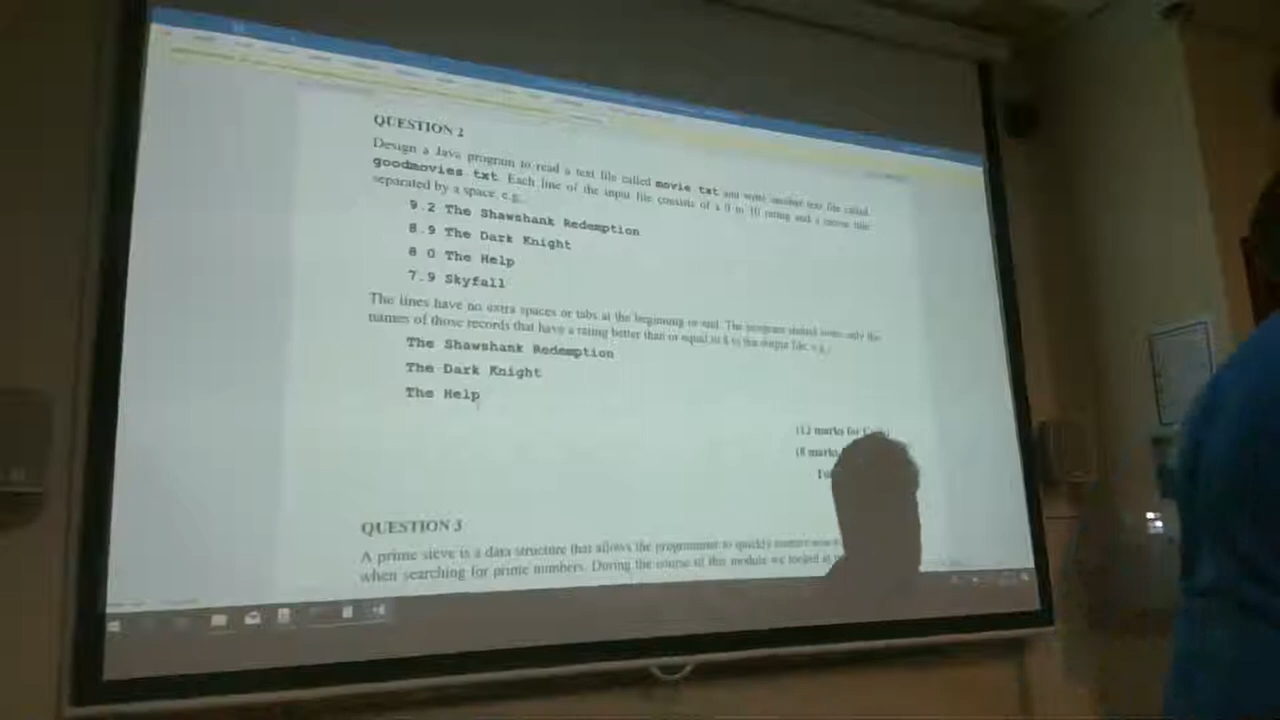 QUESTION 2
Design a Java program to read a text file called movie txt and write another text file called
goodmovies txt Each line of the input file consists of a 0 to 10 rating and a movie title
separated by a space, e.g.
9.2 The Shawshank Redemption
8.9 The Dark Knight
8 0 The Help
7.9 Skyfall
The lines have no extra spaces or tabs at the beginning or end. The program should only the
names of those records that have a rating better than or equal to 8 to the output file, e.g.
The Shawshank Redemption
The Dark Knight
The Help
(12 marks for
(8 marks
QUESTION 3
A prime sieve is a data structure that allows the programmer to quickly
when searching for prime numbers. During the course of this module we looked at